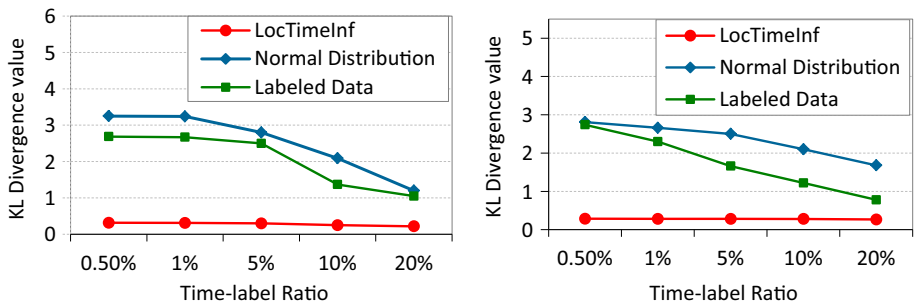 6
5
4
3
2
1
0
KL Divergence value
LocTimeInf
Normal Distribution
Labeled Data
0.50% 1% 5% 10% 20%
Time-label Ratio
5
4
3
2
1
0
KL Divergence value
LocTimeInf
Normal Distribution
Labeled Data
0.50% 1% 5% 10% 20%
Time-label Ratio